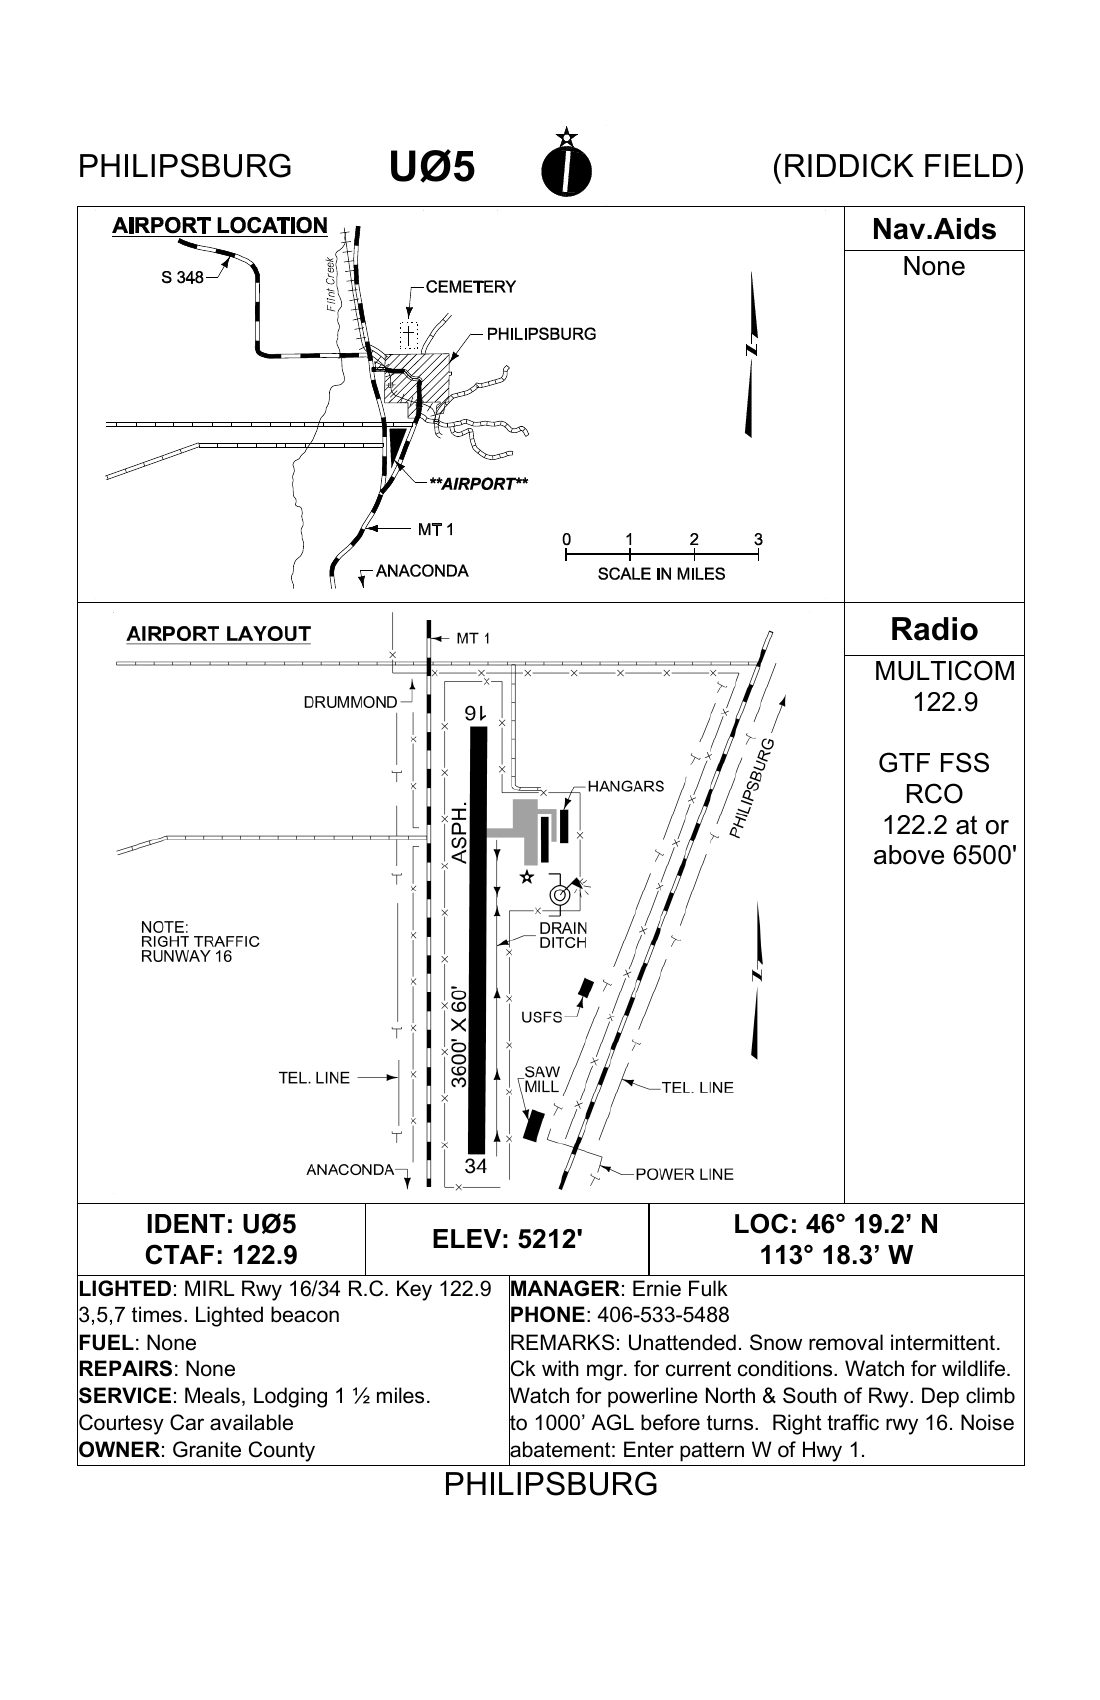 PHILIPSBURG UØ5 (RIDDICK FIELD)
AIRPORT LOCATION
S 348
Flint Creek
CEMETERY
PHILIPSBURG
**AIRPORT**
MT 1
ANACONDA
0 1 2 3
SCALE IN MILES
N
Nav.Aids
None
AIRPORT LAYOUT
MT 1
DRUMMOND
16
HANGARS
ASPH.
PHILIPSBURG
NOTE:
RIGHT TRAFFIC
RUNWAY 16
DRAIN
DITCH
N
3600' X 60'
USFS
TEL. LINE
SAW
MILL
TEL. LINE
ANACONDA
34
POWER LINE
Radio
MULTICOM
122.9
GTF FSS
RCO
122.2 at or
above 6500'
IDENT: UØ5
CTAF: 122.9
ELEV: 5212'
LOC: 46° 19.2’ N
113° 18.3’ W
LIGHTED: MIRL Rwy 16/34 R.C. Key 122.9
3,5,7 times. Lighted beacon
FUEL: None
REPAIRS: None
SERVICE: Meals, Lodging 1 ½ miles.
Courtesy Car available
OWNER: Granite County
MANAGER: Ernie Fulk
PHONE: 406-533-5488
REMARKS: Unattended. Snow removal intermittent.
Ck with mgr. for current conditions. Watch for wildlife.
Watch for powerline North & South of Rwy. Dep climb
to 1000’ AGL before turns.  Right traffic rwy 16. Noise
abatement: Enter pattern W of Hwy 1.
PHILIPSBURG